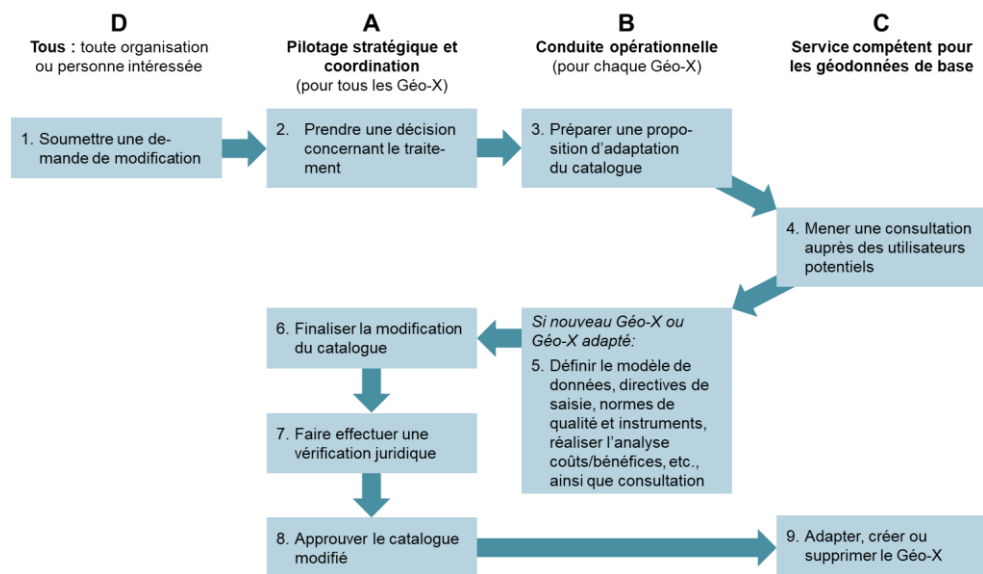 D
Tous : toute organisation
ou personne intéressée
A
Pilotage stratégique et
coordination
(pour tous les Géo-X)
B
Conduite opérationnelle
(pour chaque Géo-X)
C
Service compétent pour
les géodonnées de base
1. Soumettre une de-
mande de modification
2. Prendre une décision
concernant le traite-
ment
3. Préparer une propo-
sition d'adaptation
du catalogue
4. Mener une consultation
auprès des utilisateurs
potentiels
Si nouveau Géo-X ou
Géo-X adapté:
5. Définir le modèle de
données, directives de
saisie, normes de
qualité et instruments,
réaliser l'analyse
coûts/bénéfices, etc.,
ainsi que consultation
6. Finaliser la modification
du catalogue
7. Faire effectuer une
vérification juridique
8. Approuver le catalogue
modifié
9. Adapter, créer ou
supprimer le Géo-X